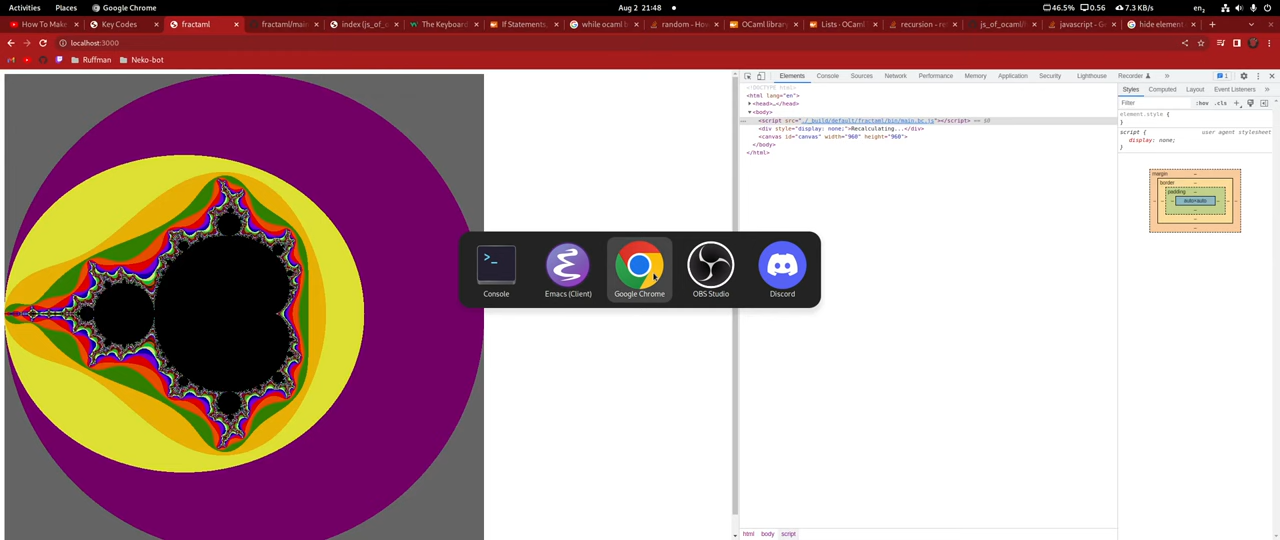 Activities Places Google Chrome Aug 2 21:48 46.5% 0.56 7.3 KB/s en₂
How To Make Key Codes fractaml fractaml/main index (js_of_o The Keyboard If Statements, while ocaml b random - How OCaml library Lists - OCaml recursion - re js_of_ocaml/ javascript - G hide element
localhost:3000
Ruffman Neko-bot
Elements Console Sources Network Performance Memory Application Security Lighthouse Recorder 1
<!DOCTYPE html>
<html lang="en">
<head>…</head>
<body>
<script src="./_build/default/fractaml/bin/main.bc.js"></script> == $0
<div style="display: none;">Recalculating...</div>
<canvas id="canvas" width="960" height="960">
</body>
</html>
Styles Computed Layout Event Listeners
Filter :hov .cls
element.style {
}
script { user agent stylesheet
display: none;
}
margin
border
padding
auto×auto
Console Emacs (Client) Google Chrome OBS Studio Discord
html body script